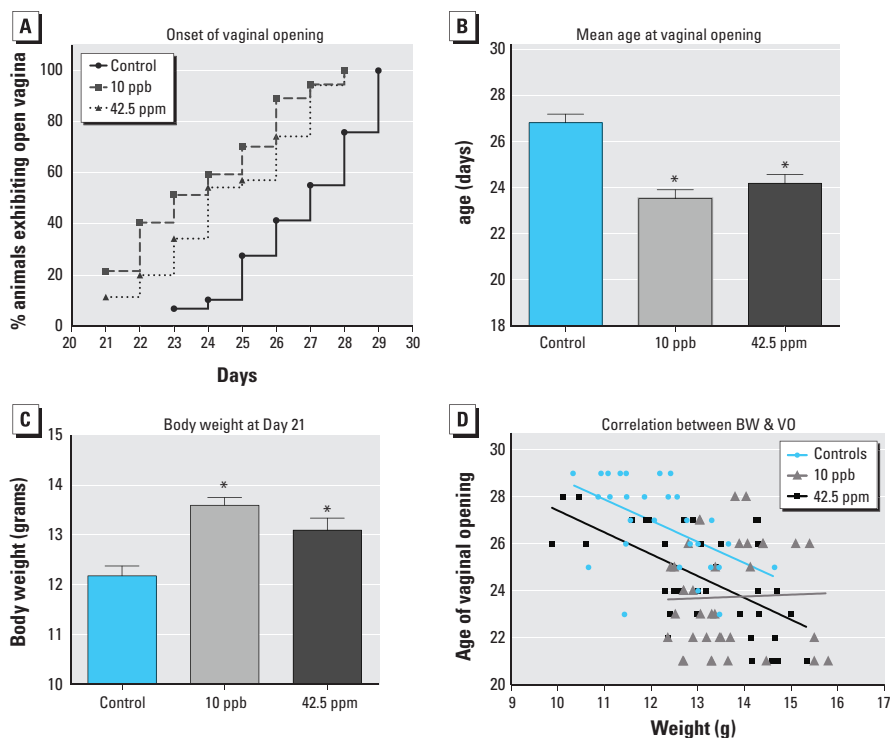 A
Onset of vaginal opening
Control
10 ppb
42.5 ppm
% animals exhibiting open vagina
100
80
60
40
20
0
20 21 22 23 24 25 26 27 28 29 30
Days
B
Mean age at vaginal opening
age (days)
30
28
26
24
22
20
18
* *
Control 10 ppb 42.5 ppm
C
Body weight at Day 21
Body weight (grams)
15
14
13
12
11
10
* *
Control 10 ppb 42.5 ppm
D
Correlation between BW & VO
Controls
10 ppb
42.5 ppm
Age of vaginal opening
30
28
26
24
22
20
9 10 11 12 13 14 15 16 17
Weight (g)